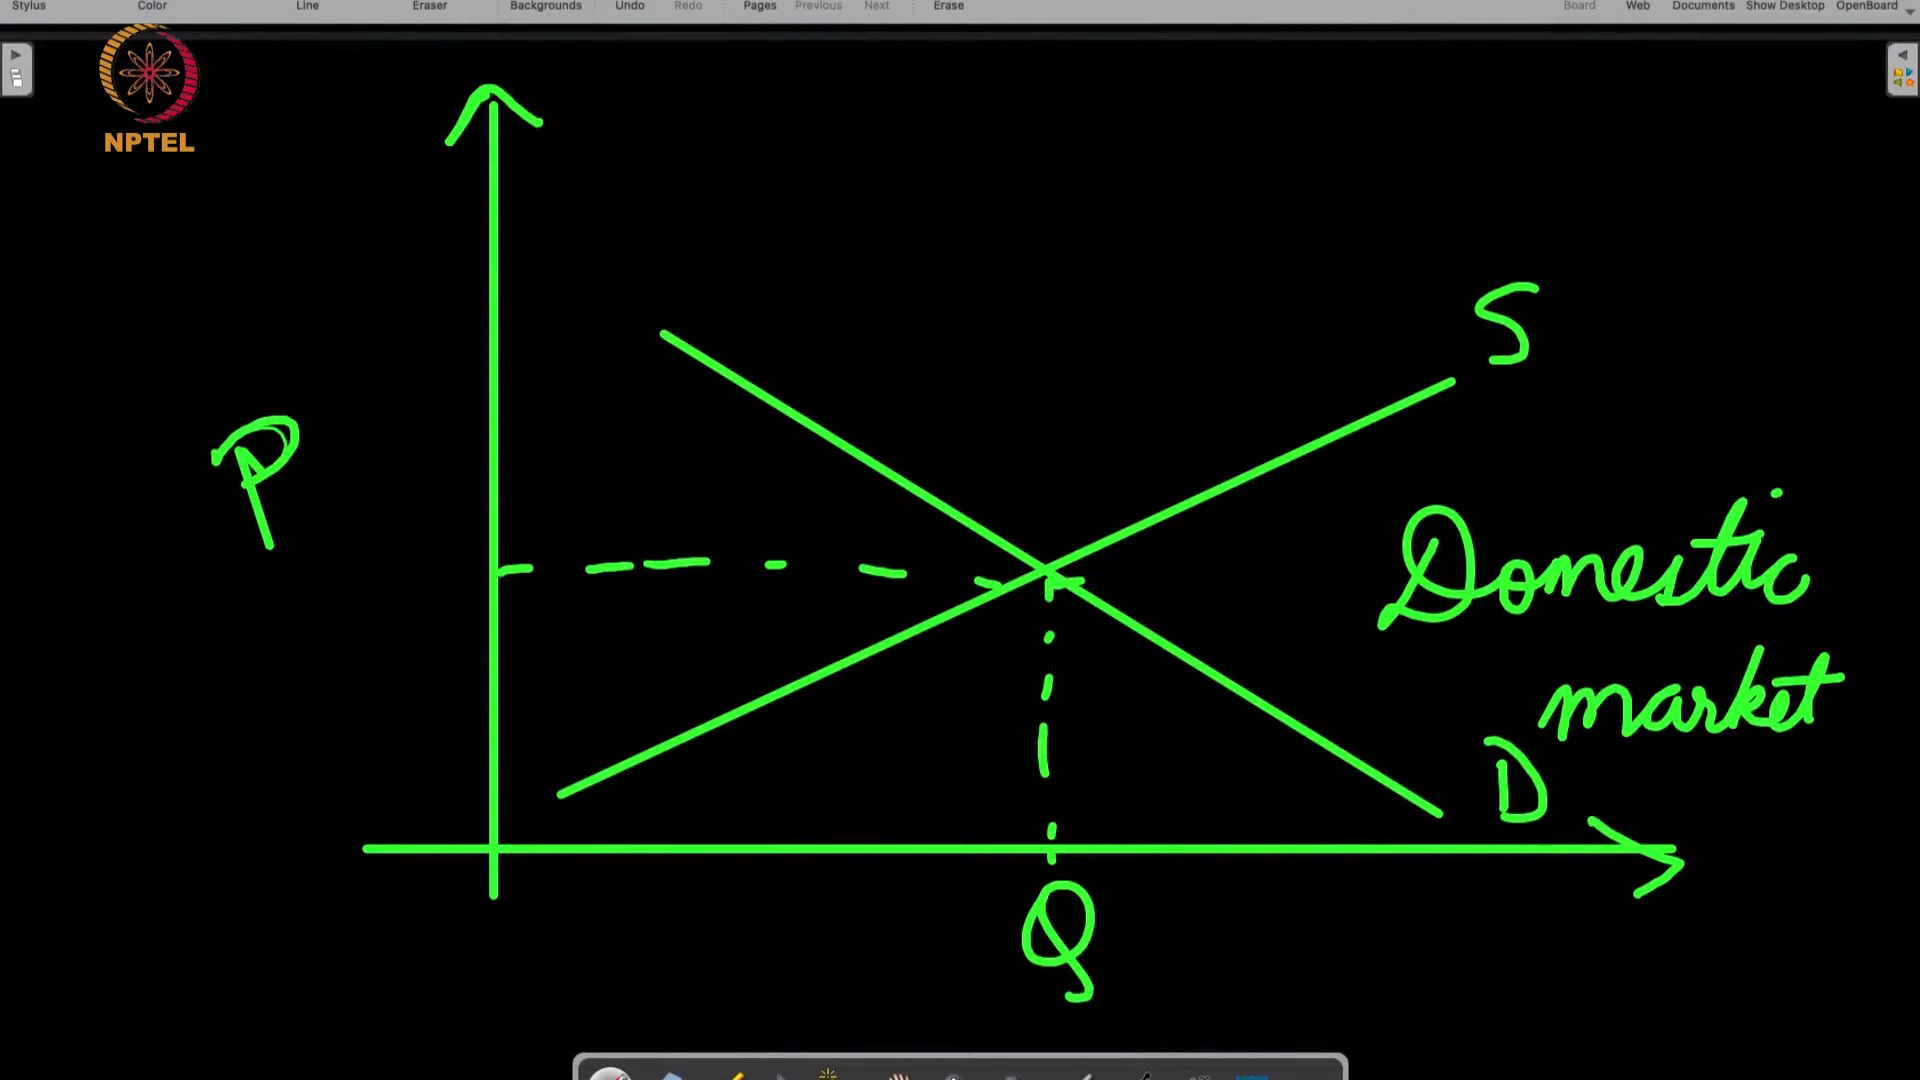 Stylus Color Line Eraser Backgrounds Undo Redo Pages Previous Next Erase Board Web Documents Show Desktop OpenBoard
NPTEL
S
P
Domestic
market
D
Q